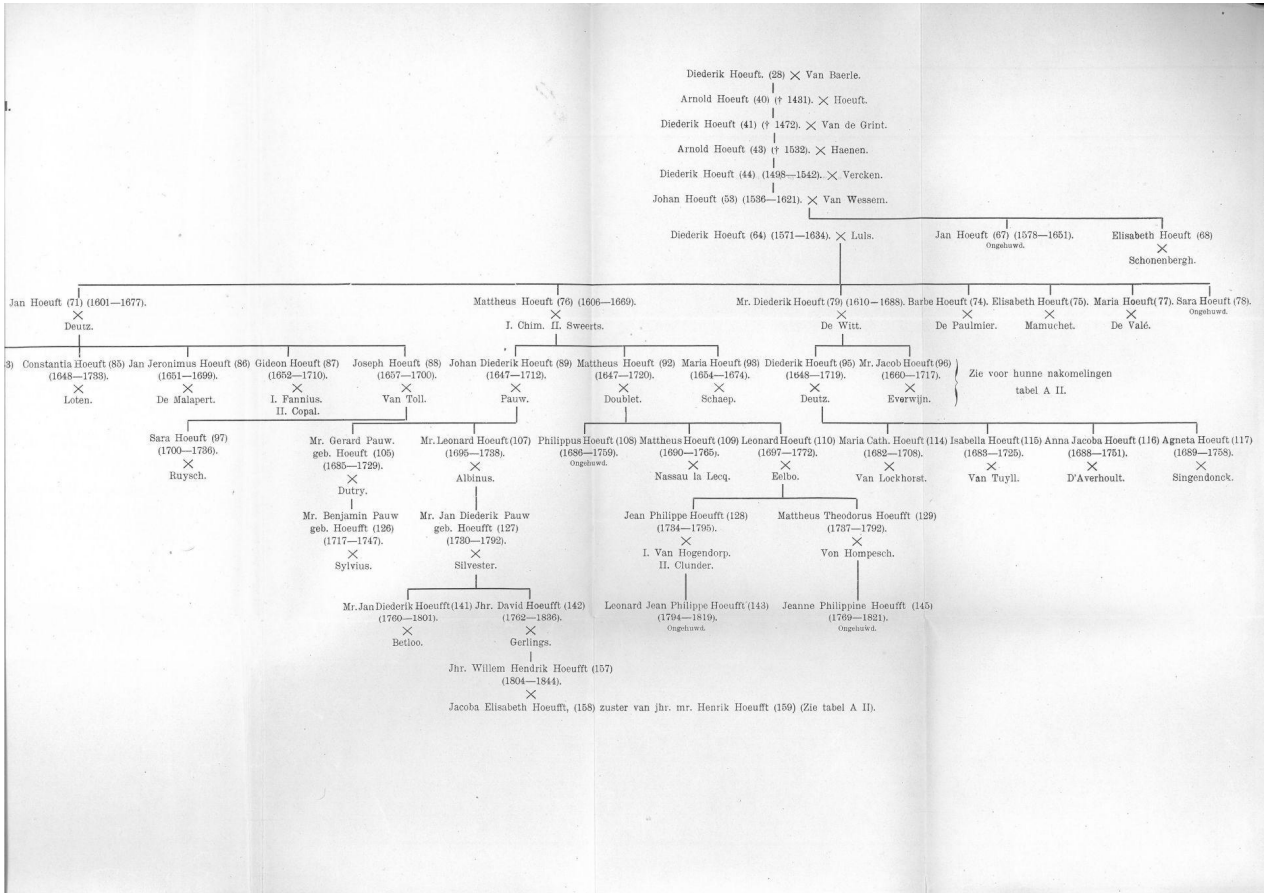 I.
Diederik Hoeuft. (28) × Van Baerle.
Arnold Hoeuft (40) († 1431). × Hoeuft.
Diederik Hoeuft (41) († 1472). × Van de Grint.
Arnold Hoeuft (43) († 1532). × Haenen.
Diederik Hoeuft (44) (1498—1542). × Vercken.
Johan Hoeuft (53) (1536—1621). × Van Wessem.
Diederik Hoeuft (64) (1571—1634). × Luls. Jan Hoeuft (67) (1578—1651). Elisabeth Hoeuft (68)
Ongehuwd. ×
Schonenbergh.
Jan Hoeuft (71) (1601—1677). Mattheus Hoeuft (76) (1606—1669). Mr. Diederik Hoeuft (79) (1610—1688). Barbe Hoeuft (74). Elisabeth Hoeuft (75). Maria Hoeuft (77). Sara Hoeuft (78).
× × × × × × Ongehuwd.
Deutz. I. Chim. II. Sweerts. De Witt. De Paulmier. Mamuchet. De Valé.
3) Constantia Hoeuft (85) Jan Jeronimus Hoeuft (86) Gideon Hoeuft (87) Joseph Hoeuft (88) Johan Diederik Hoeuft (89) Mattheus Hoeuft (92) Maria Hoeuft (93) Diederik Hoeuft (95) Mr. Jacob Hoeuft (96)
(1648—1733). (1651—1699). (1652—1710). (1657—1700). (1647—1712). (1647—1720). (1654—1674). (1648—1719). (1660—1717). Zie voor hunne nakomelingen
× × × × × × × × × tabel A II.
Loten. De Malapert. I. Fannius. Van Toll. Pauw. Doublet. Schaep. Deutz. Everwijn.
II. Copal.
Sara Hoeuft (97) Mr. Gerard Pauw. Mr. Leonard Hoeuft (107) Philippus Hoeuft (108) Mattheus Hoeuft (109) Leonard Hoeuft (110) Maria Cath. Hoeuft (114) Isabella Hoeuft (115) Anna Jacoba Hoeuft (116) Agneta Hoeuft (117)
(1700—1736). geb. Hoeuft (105) (1695—1738). (1686—1759). (1690—1765). (1697—1772). (1682—1708). (1683—1725). (1688—1751). (1689—1758).
× (1685—1729). × Ongehuwd. × × × × × ×
Ruysch. × Albinus. Nassau la Lecq. Eelbo. Van Lockhorst. Van Tuyll. D'Averhoult. Singendonck.
Dutry.
Mr. Benjamin Pauw Mr. Jan Diederik Pauw Jean Philippe Hoeufft (128) Mattheus Theodorus Hoeufft (129)
geb. Hoeufft (126) geb. Hoeufft (127) (1734—1795). (1737—1792).
(1717—1747). (1730—1792). × ×
× × I. Van Hogendorp. Von Hompesch.
Sylvius. Silvester. II. Clunder.
Mr. Jan Diederik Hoeufft (141) Jhr. David Hoeufft (142) Leonard Jean Philippe Hoeufft (143) Jeanne Philippine Hoeufft (145)
(1760—1801). (1762—1836). (1794—1819). (1769—1821).
× × Ongehuwd. Ongehuwd.
Betloo. Gerlings.
Jhr. Willem Hendrik Hoeufft (157)
(1804—1844).
×
Jacoba Elisabeth Hoeufft, (158) zuster van jhr. mr. Henrik Hoeufft (159) (Zie tabel A II).